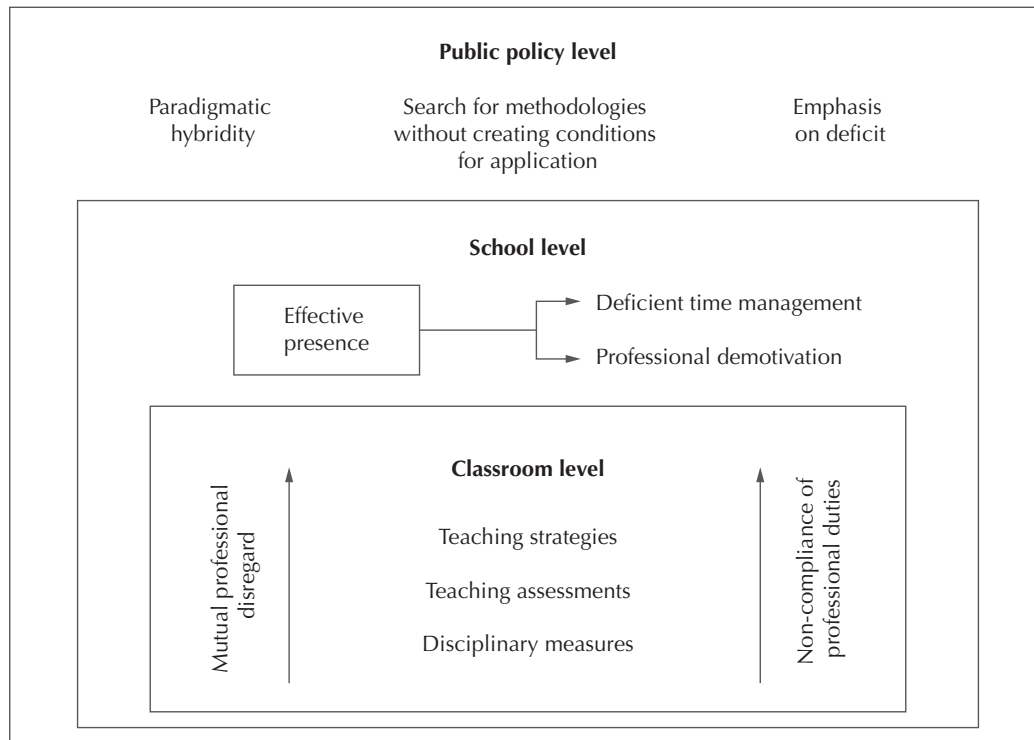 Public policy level
Paradigmatic
hybridity
Search for methodologies
without creating conditions
for application
Emphasis
on deficit
School level
Effective
presence
Deficient time management
Professional demotivation
Classroom level
Mutual professional
disregard
Teaching strategies
Teaching assessments
Disciplinary measures
Non-compliance of
professional duties